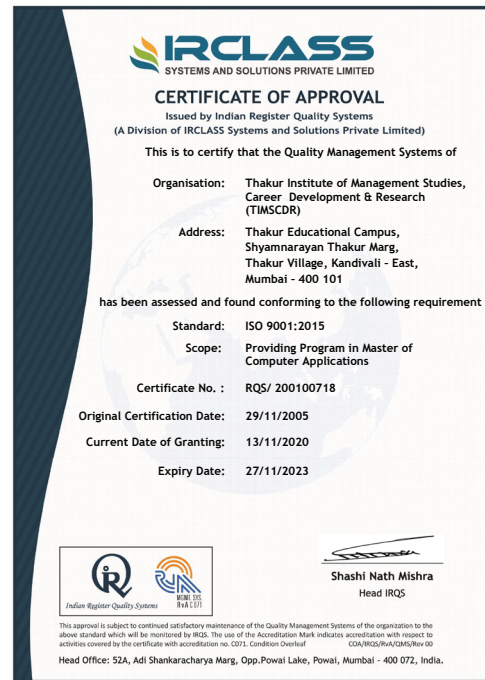 IRCLASS
SYSTEMS AND SOLUTIONS PRIVATE LIMITED
CERTIFICATE OF APPROVAL
Issued by Indian Register Quality Systems
(A Division of IRCLASS Systems and Solutions Private Limited)
This is to certify that the Quality Management Systems of
Organisation: Thakur Institute of Management Studies,
Career Development & Research
(TIMSCDR)
Address: Thakur Educational Campus,
Shyamnarayan Thakur Marg,
Thakur Village, Kandivali - East,
Mumbai - 400 101
has been assessed and found conforming to the following requirement
Standard: ISO 9001:2015
Scope: Providing Program in Master of
Computer Applications
Certificate No. : RQS/ 200100718
Original Certification Date: 29/11/2005
Current Date of Granting: 13/11/2020
Expiry Date: 27/11/2023
IRQ
Indian Register Quality Systems
RvA
MGMT. SYS.
RvA C071
Shashi Nath Mishra
Head IRQS
This approval is subject to continued satisfactory maintenance of the Quality Management Systems of the organization to the
above standard which will be monitored by IRQS. The use of the Accreditation Mark indicates accreditation with respect to
activities covered by the certificate with accreditation no. C071. Condition Overleaf COA/IRQS/RvA/QMS/Rev 00
Head Office: 52A, Adi Shankaracharya Marg, Opp.Powai Lake, Powai, Mumbai - 400 072, India.